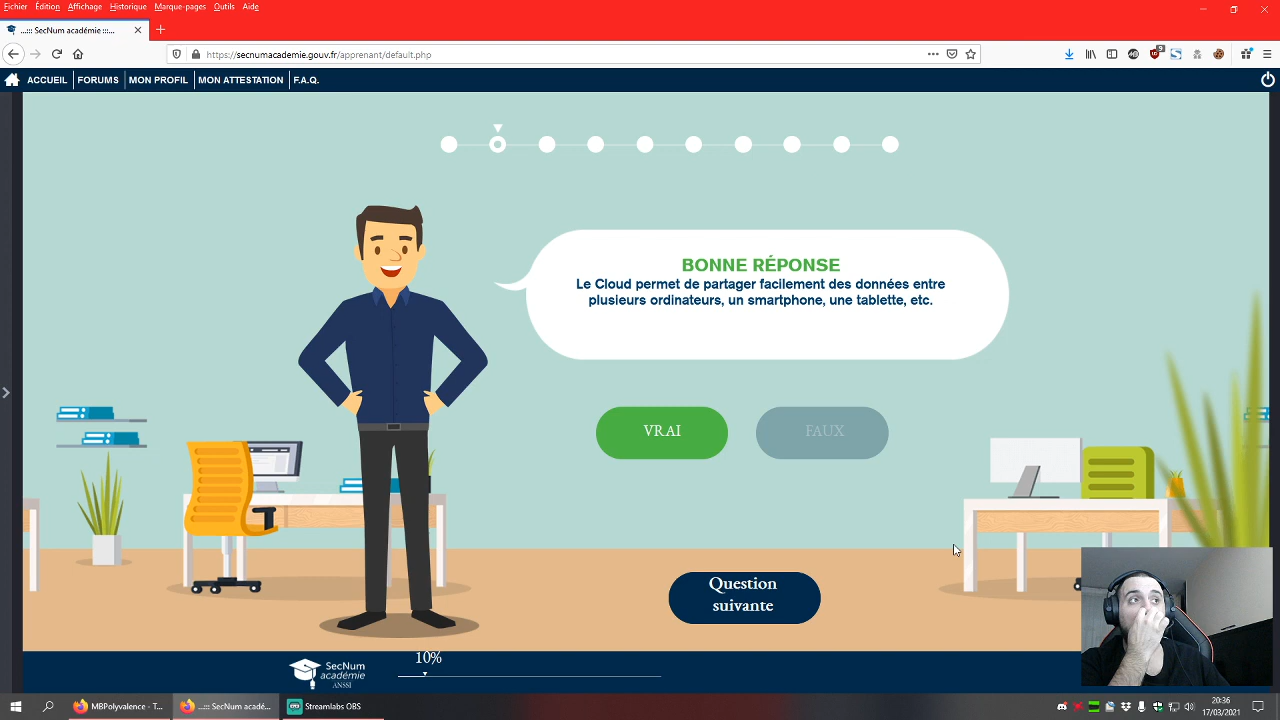 Fichier Édition Affichage Historique Marque-pages Outils Aide
...::: SecNum académie :::...
https://secnumacademie.gouv.fr/apprenant/default.php
ACCUEIL FORUMS MON PROFIL MON ATTESTATION F.A.Q.
BONNE RÉPONSE
Le Cloud permet de partager facilement des données entre
plusieurs ordinateurs, un smartphone, une tablette, etc.
VRAI FAUX
Question
suivante
10%
SecNum
académie
ANSSI
MBPolyvalence - T...
...::: SecNum acadé...
Streamlabs OBS
20:36
17/03/2021